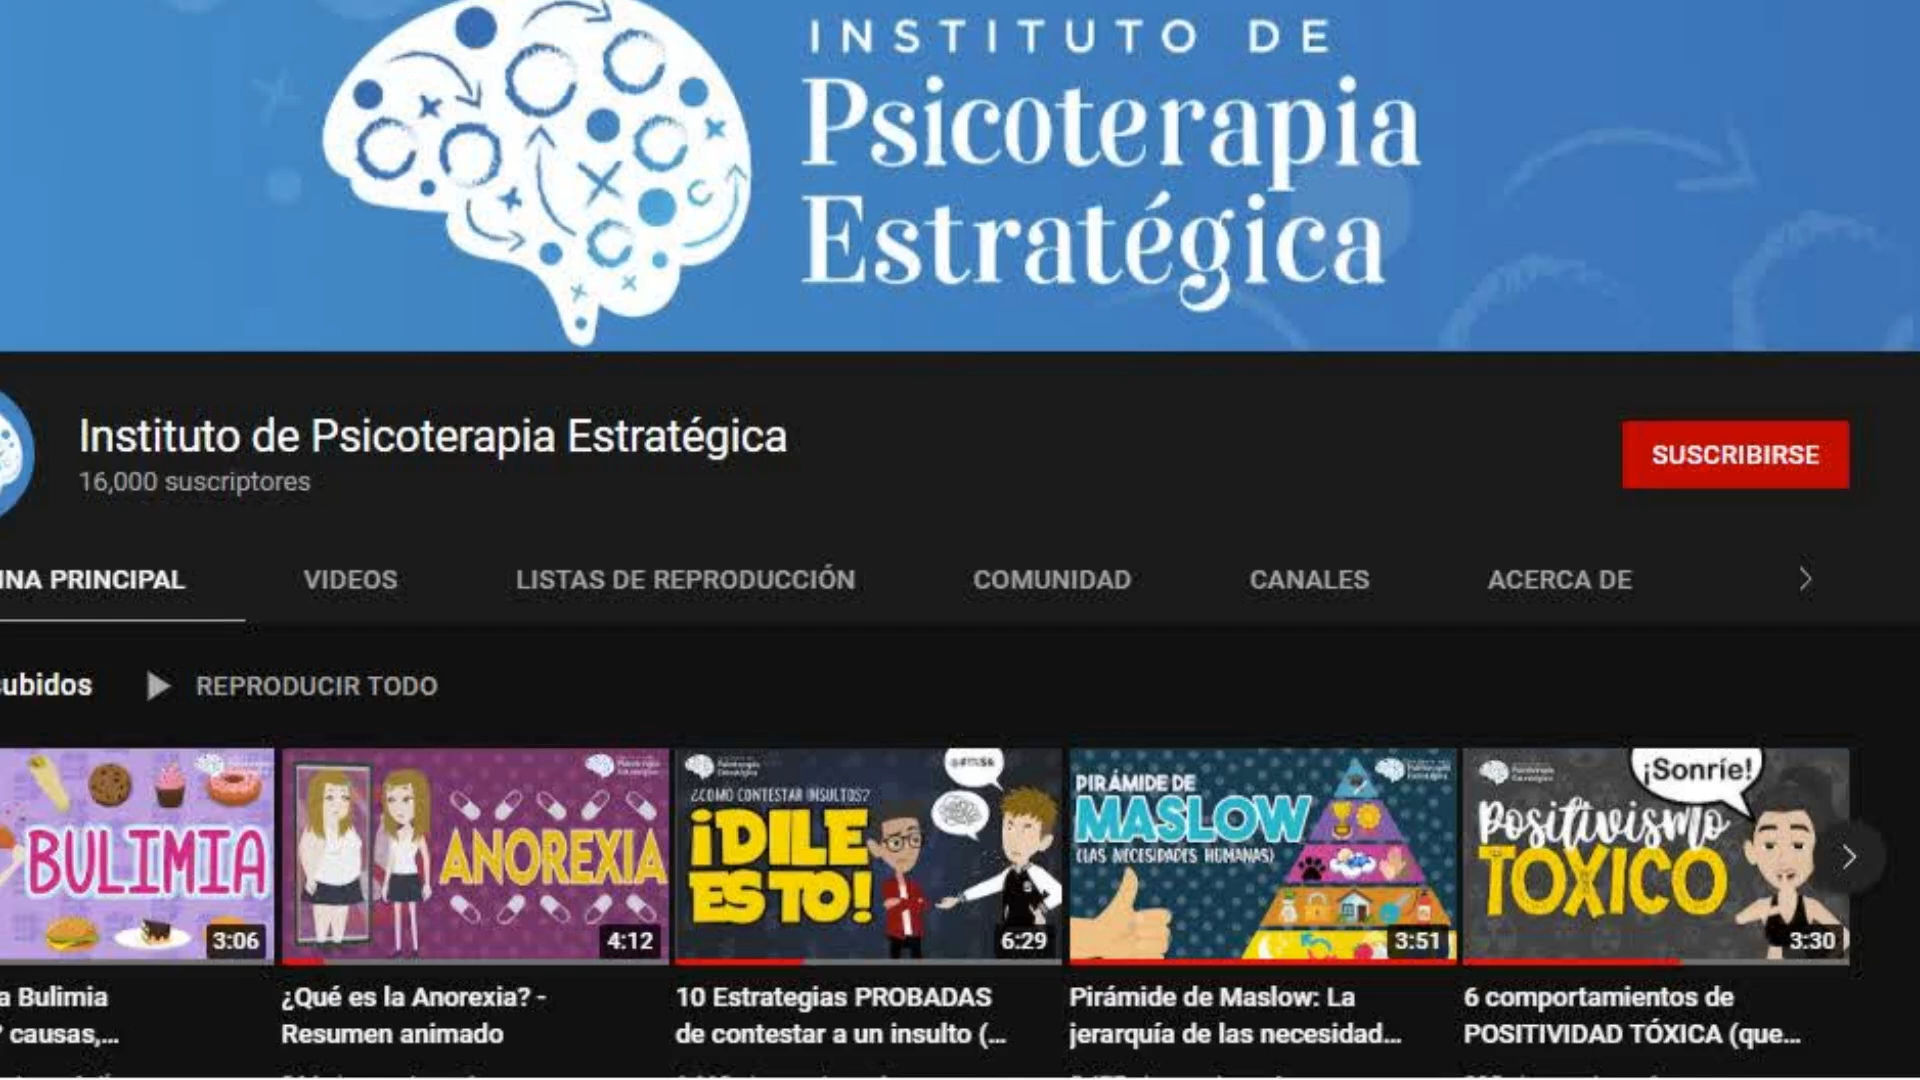 INSTITUTO DE
Psicoterapia
Estratégica
Instituto de Psicoterapia Estratégica
16,000 suscriptores
SUSCRIBIRSE
INA PRINCIPAL
VIDEOS
LISTAS DE REPRODUCCIÓN
COMUNIDAD
CANALES
ACERCA DE
ubidos
REPRODUCIR TODO
BULIMIA
3:06
ANOREXIA
4:12
¿COMO CONTESTAR INSULTOS?
¡DILE
ESTO!
6:29
PIRÁMIDE DE
MASLOW
(LAS NECESIDADES HUMANAS)
3:51
¡Sonríe!
Positivismo
TOXICO
3:30
a Bulimia
? causas,...
¿Qué es la Anorexia? -
Resumen animado
10 Estrategias PROBADAS
de contestar a un insulto (...
Pirámide de Maslow: La
jerarquía de las necesidad...
6 comportamientos de
POSITIVIDAD TÓXICA (que...